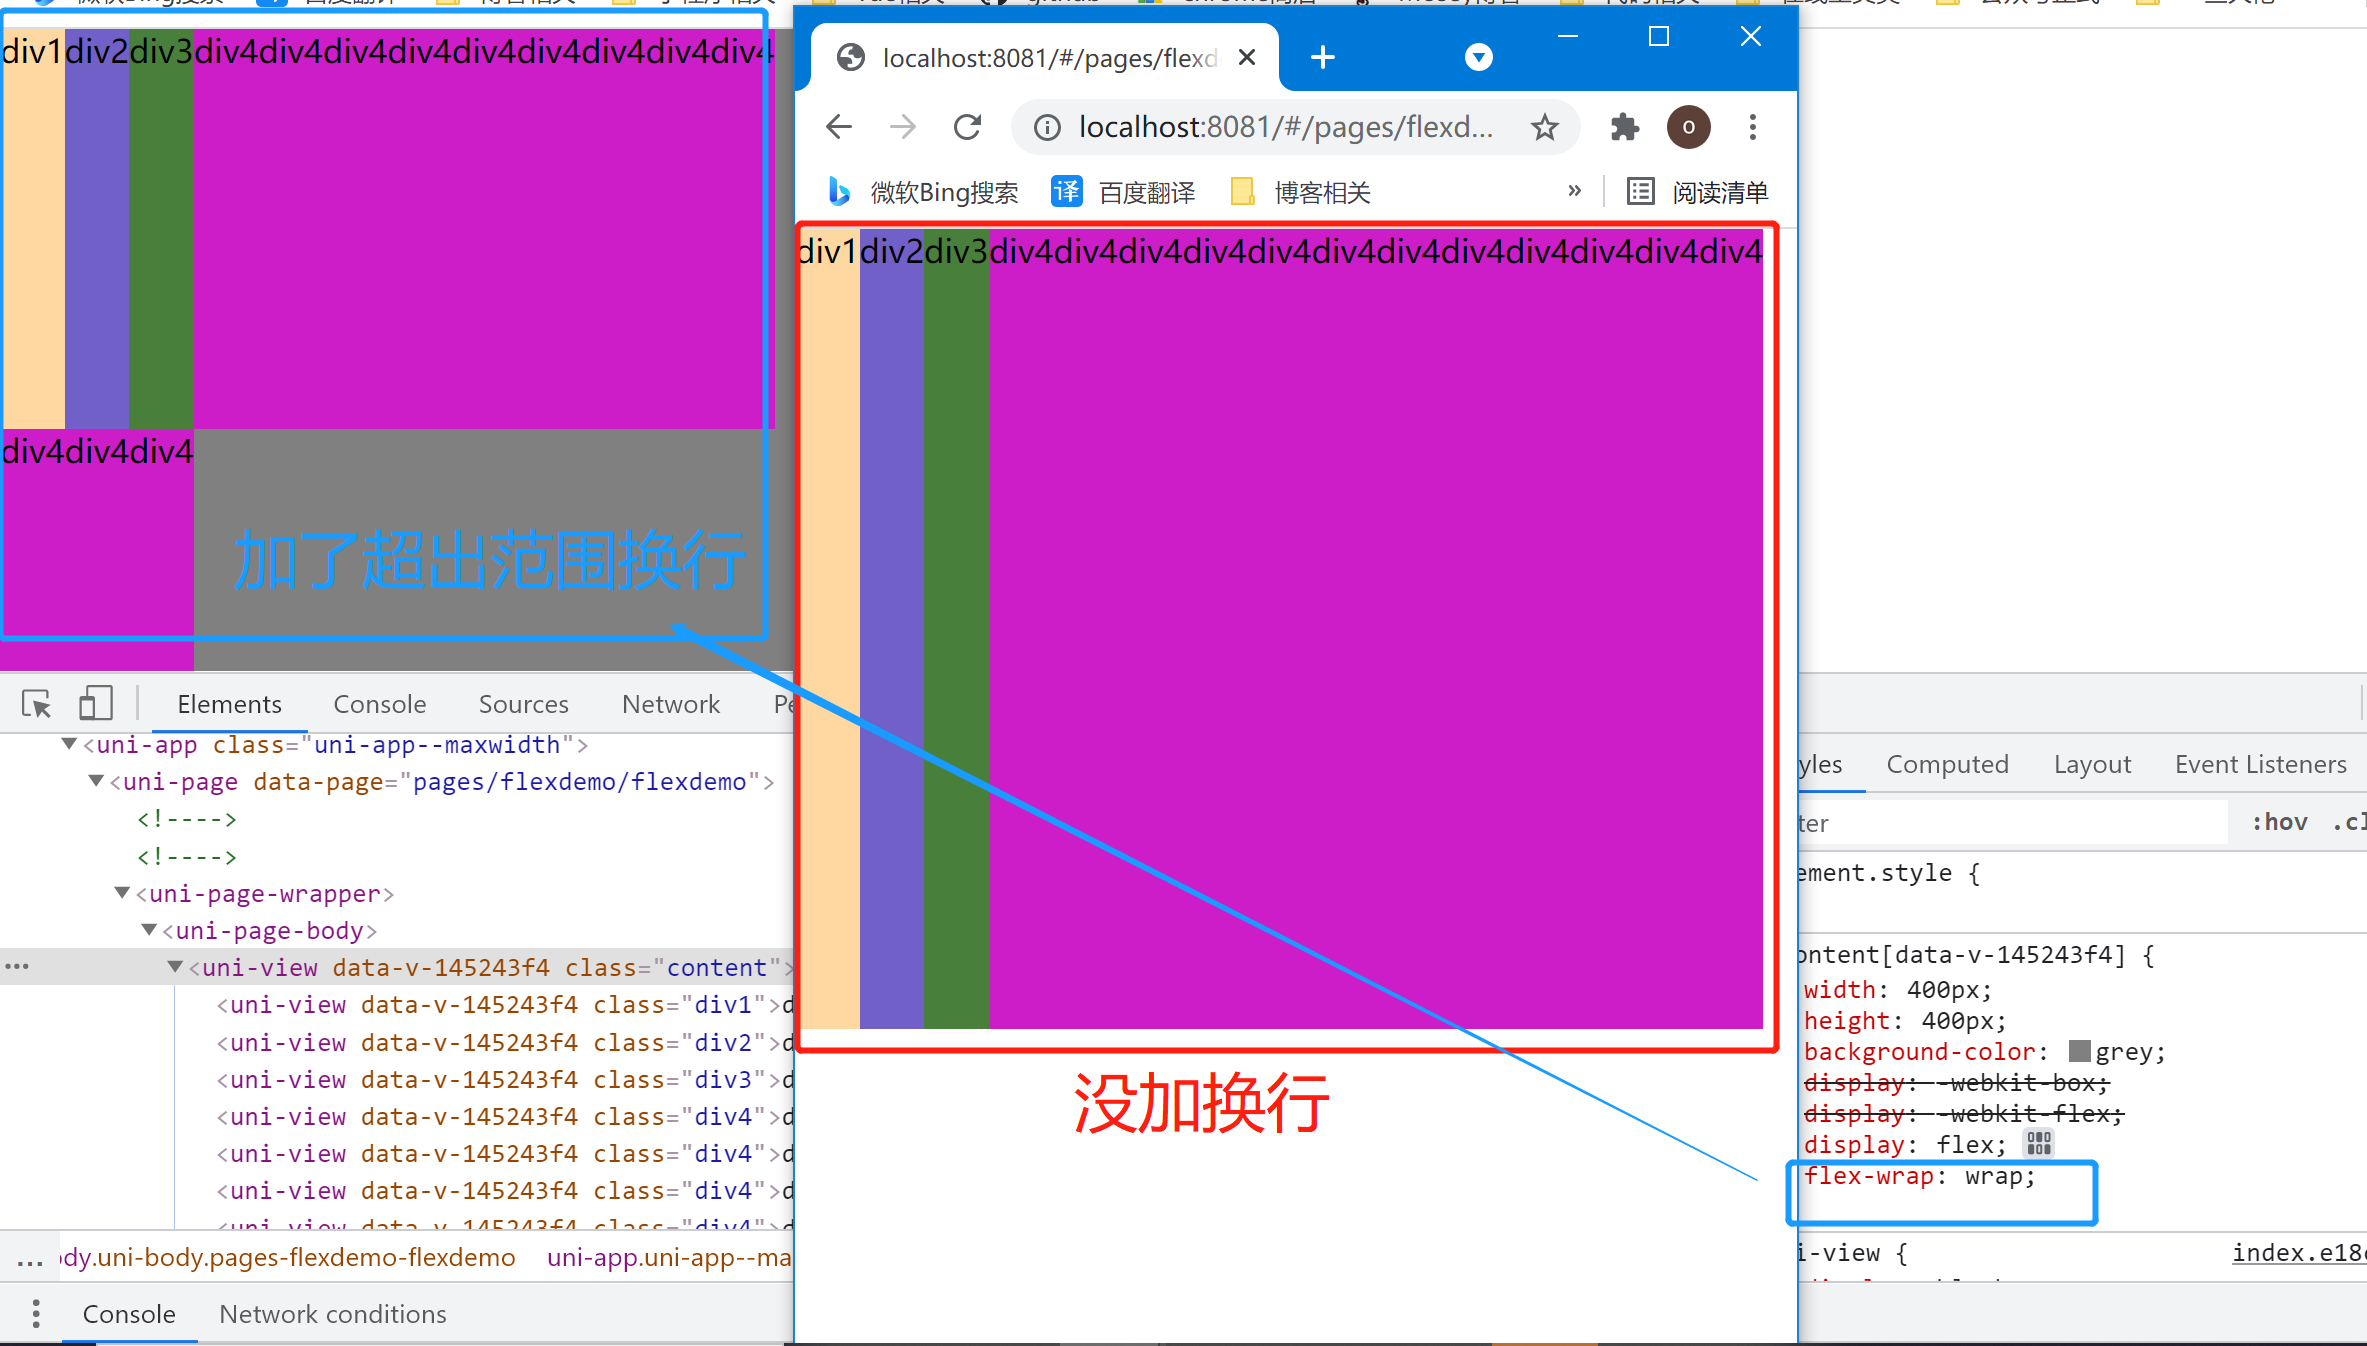 div1div2div3div4div4div4div4div4div4div4div4div4
div4div4div4
加了超出范围换行
localhost:8081/#/pages/flexd
localhost:8081/#/pages/flexd...
o
微软Bing搜索 译 百度翻译 博客相关 » 阅读清单
div1div2div3div4div4div4div4div4div4div4div4div4div4div4div4
没加换行
Elements Console Sources Network
<uni-app class="uni-app--maxwidth">
<uni-page data-page="pages/flexdemo/flexdemo">
<!---->
<!---->
<uni-page-wrapper>
<uni-page-body>
<uni-view data-v-145243f4 class="content">
<uni-view data-v-145243f4 class="div1">d
<uni-view data-v-145243f4 class="div2">d
<uni-view data-v-145243f4 class="div3">d
<uni-view data-v-145243f4 class="div4">d
<uni-view data-v-145243f4 class="div4">d
<uni-view data-v-145243f4 class="div4">d
<uni-view data-v-145243f4 class="div4">d
... dy.uni-body.pages-flexdemo-flexdemo uni-app.uni-app--ma
Console Network conditions
yles Computed Layout Event Listeners
ter :hov .cl
ement.style {
ontent[data-v-145243f4] {
width: 400px;
height: 400px;
background-color: grey;
display: -webkit-box;
display: -webkit-flex;
display: flex;
flex-wrap: wrap;
i-view { index.e18